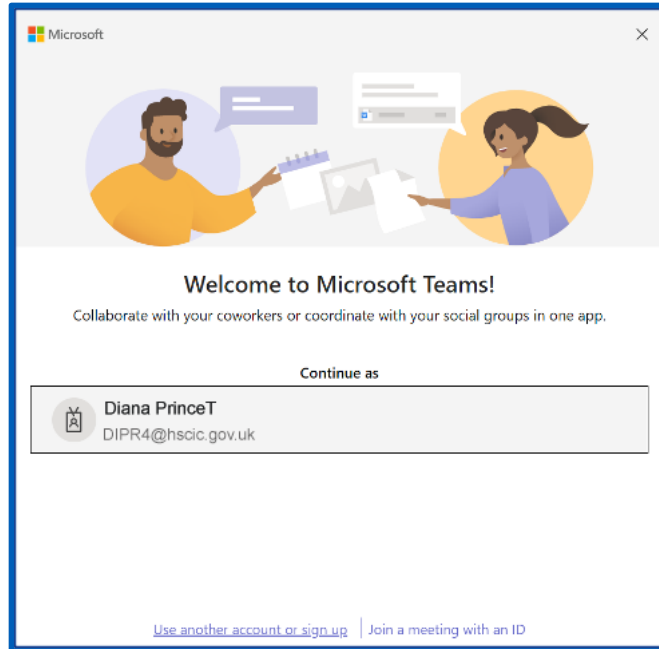 Microsoft
Welcome to Microsoft Teams!
Collaborate with your coworkers or coordinate with your social groups in one app.
Continue as
Diana PrinceT
DIPR4@hscic.gov.uk
Use another account or sign up | Join a meeting with an ID